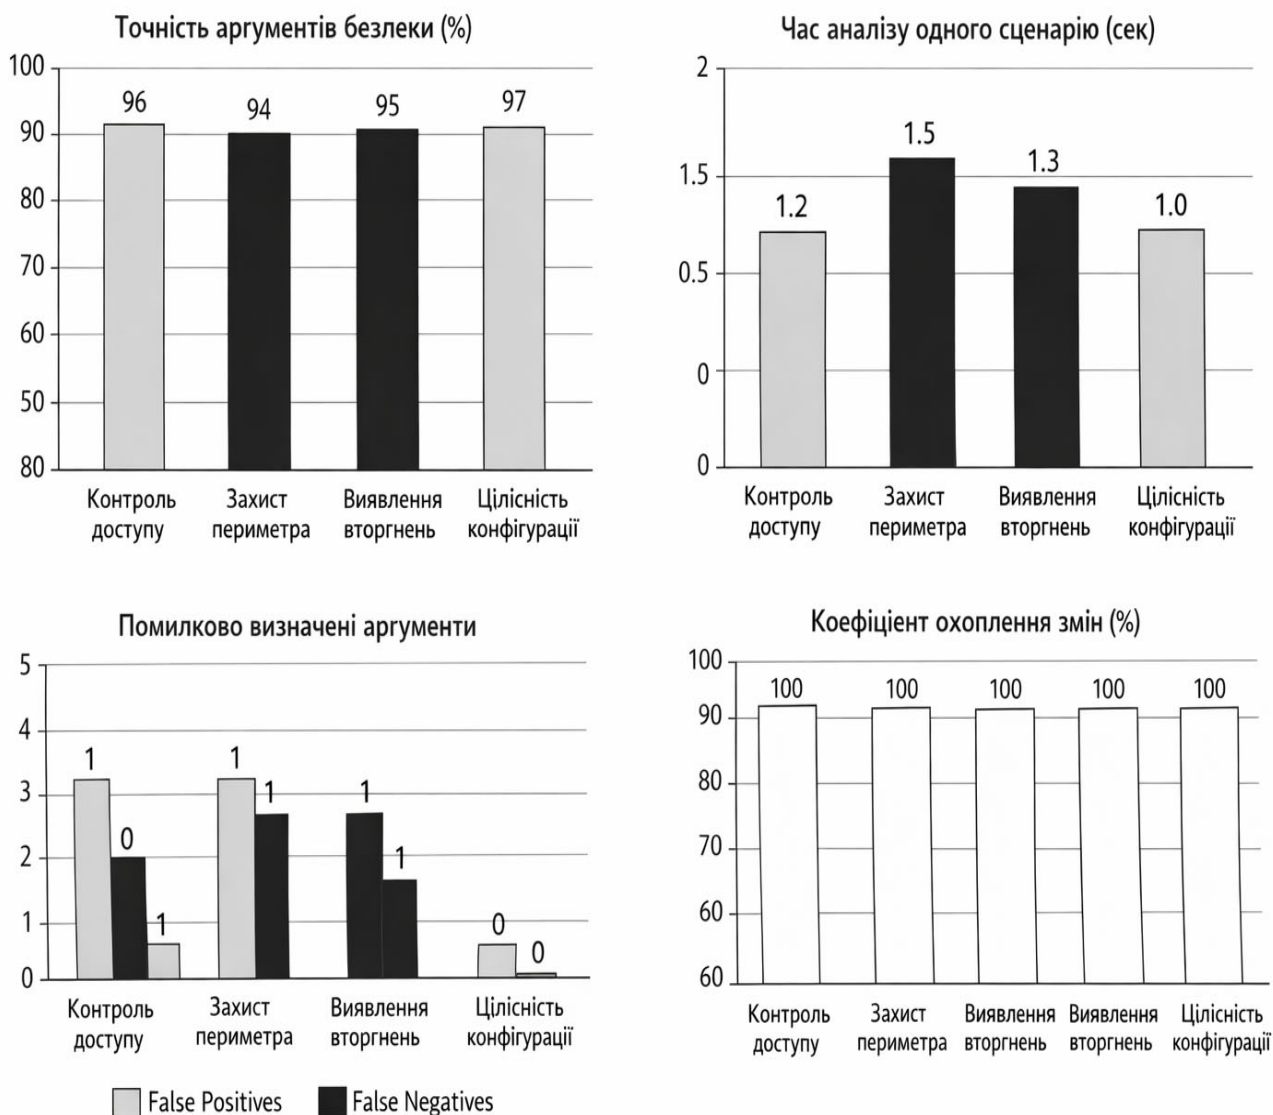 Точність аргументів безлеки (%)
100
90
80
70
60
50
80
96
94
95
97
Контроль
доступу
Захист
периметра
Виявлення
вторгнень
Цілісність
конфігурації
Час аналізу одного сценарію (сек)
2
1.5
0.5
0
0
1.2
1.5
1.3
1.0
Контроль
доступу
Захист
периметра
Виявлення
вторгнень
Цілісність
конфігурації
Помилково визначені аргументи
5
4
3
2
1
0
1
0
1
1
1
1
1
0
0
Контроль
доступу
Захист
периметра
Виявлення
вторгнень
Цілісність
конфігурації
False Positives
False Negatives
Коефіціент охоплення змін (%)
100
90
80
70
60
60
100
100
100
100
100
Контроль
доступу
Захист
периметра
Виявлення
вторгнень
Виявлення
вторгнень
Цілісність
конфігурації